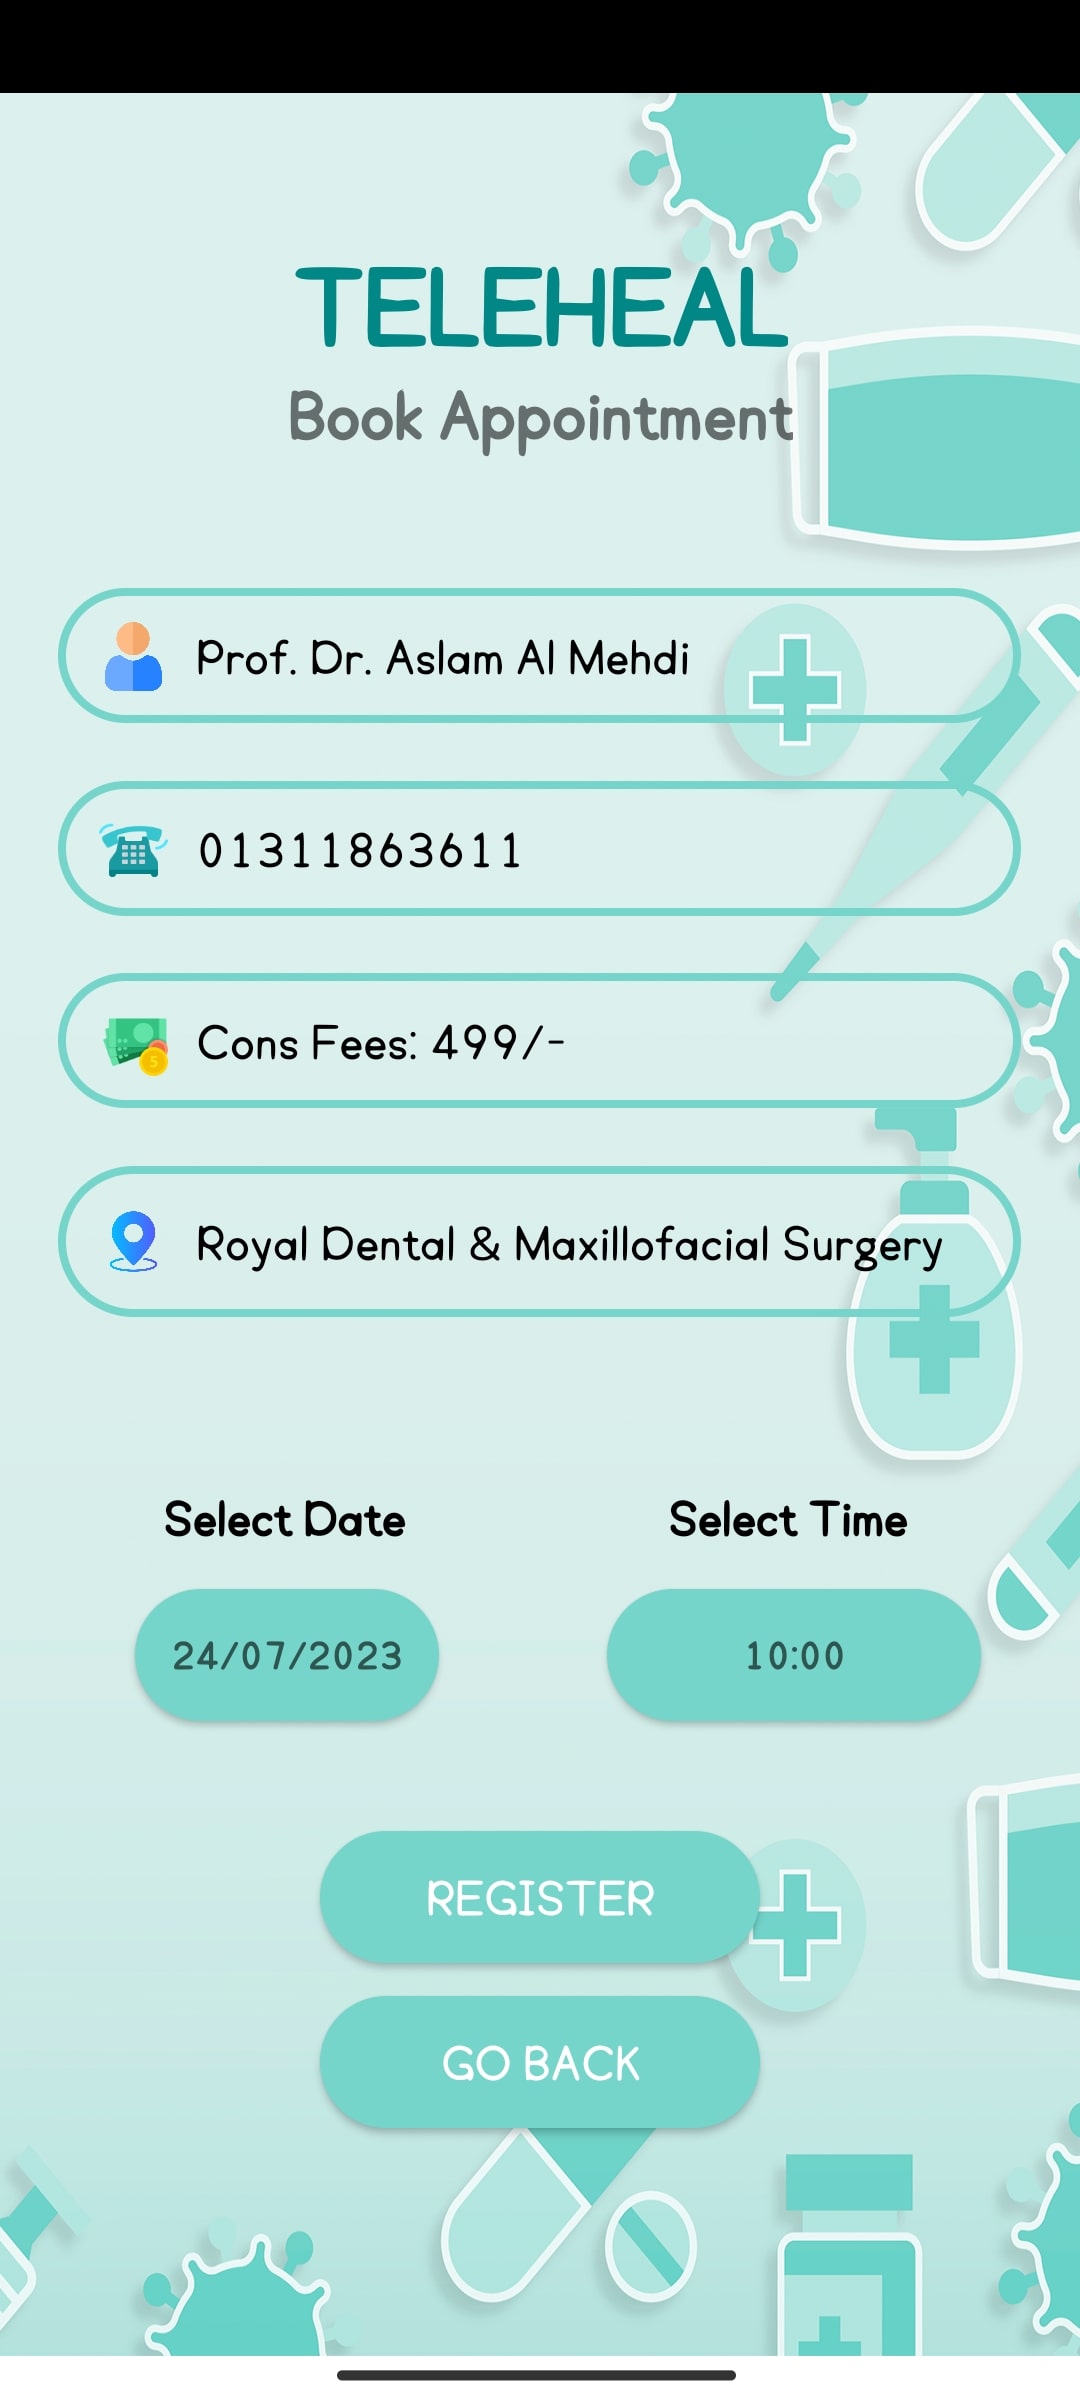 TELEHEAL
Book Appointment
Prof. Dr. Aslam Al Mehdi
01311863611
Cons Fees: 499/-
5
Royal Dental & Maxillofacial Surgery
Select Date
Select Time
24/07/2023
10:00
REGISTER
GO BACK